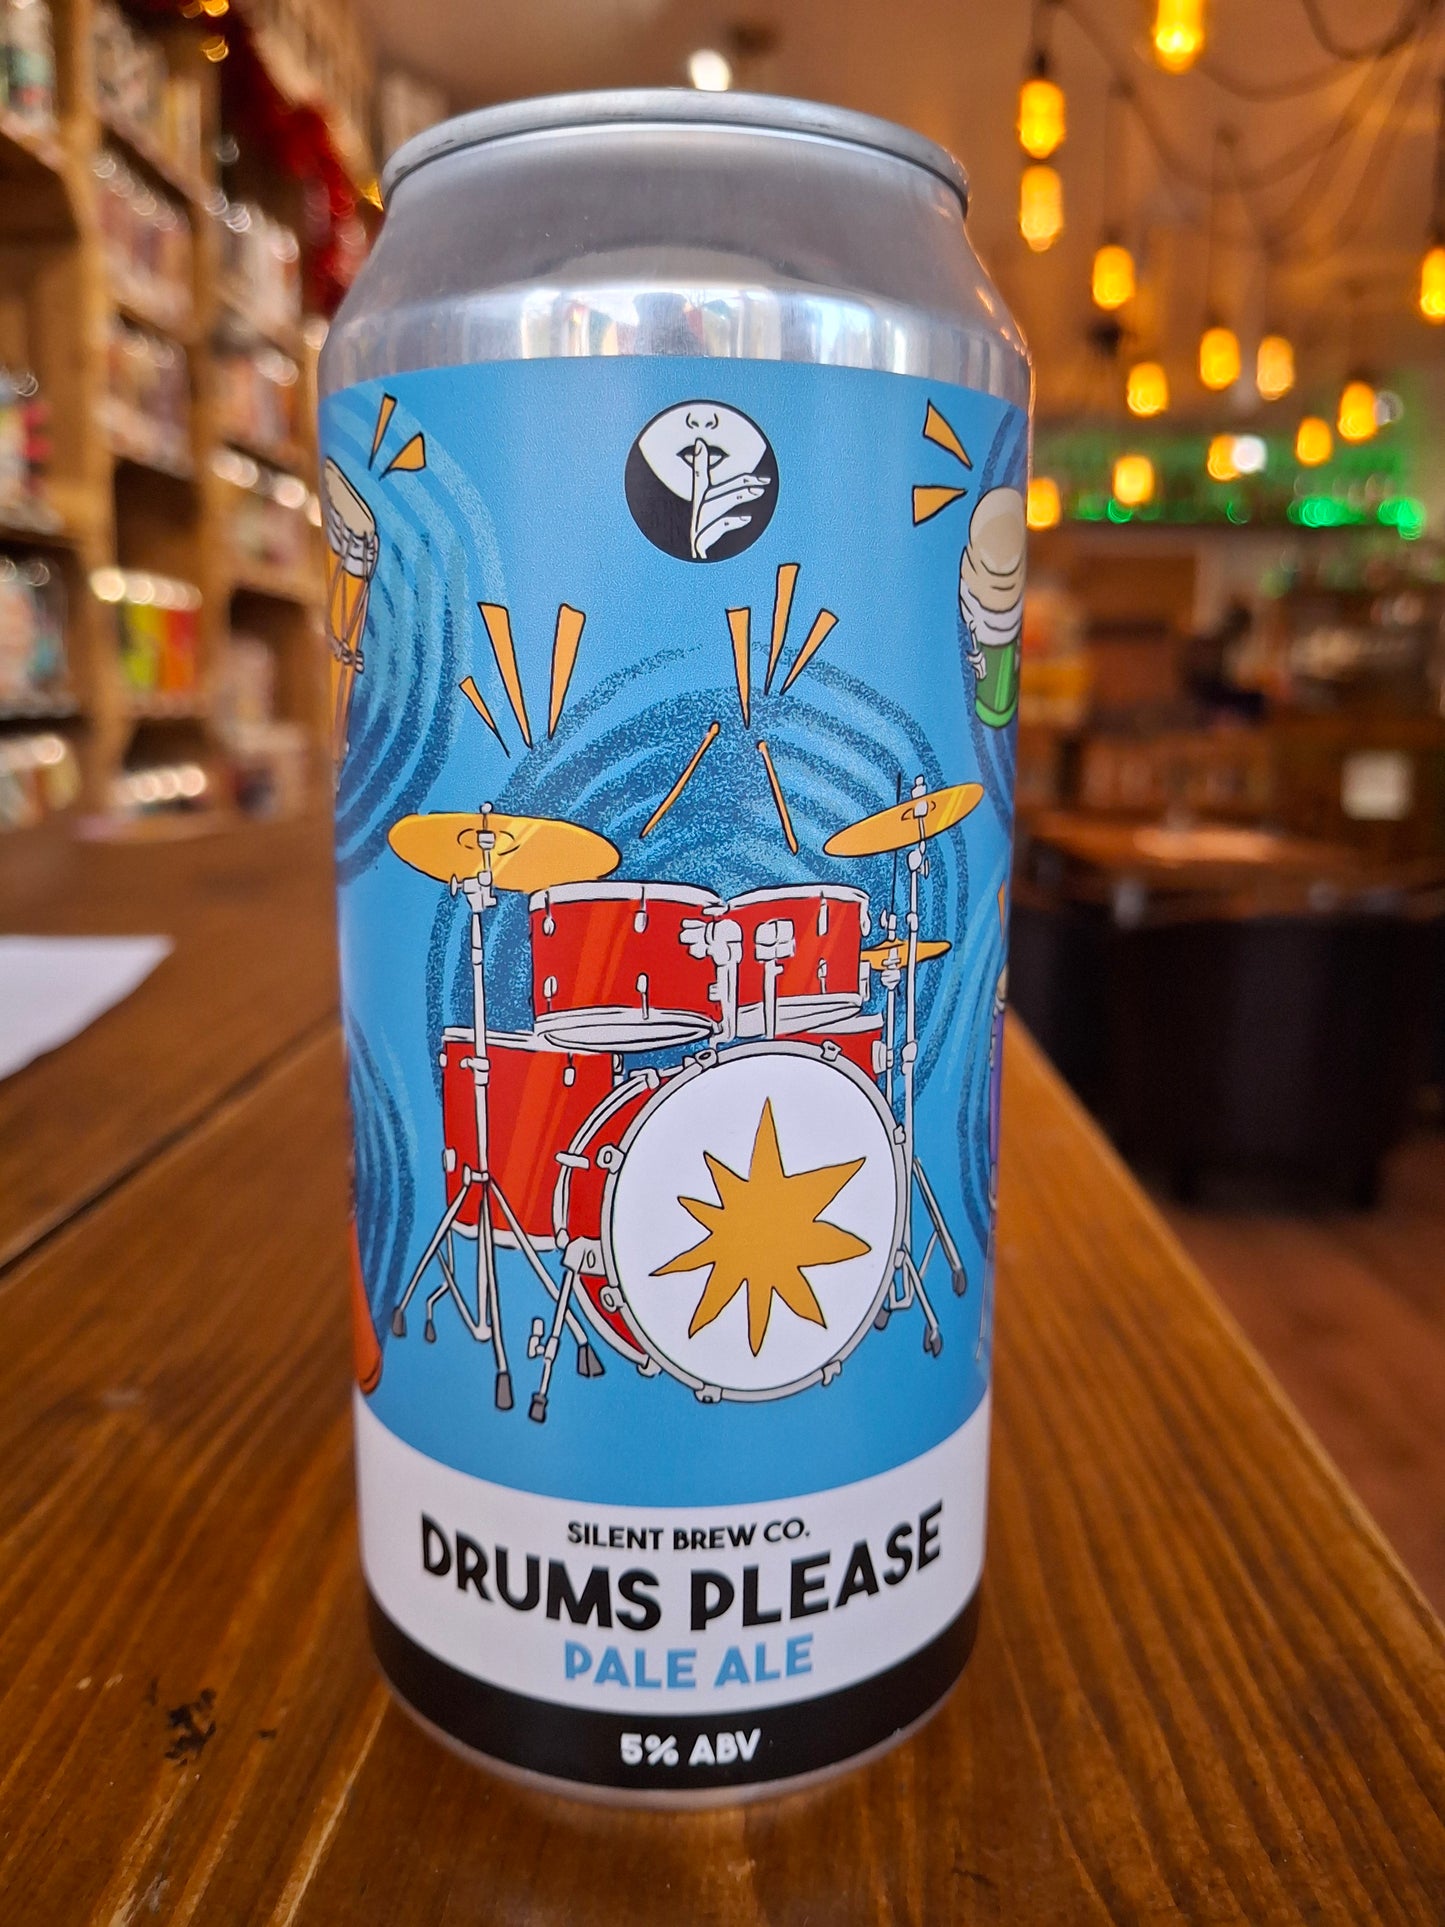 SILENT BREW CO.
DRUMS PLEASE
PALE ALE
5% ABV